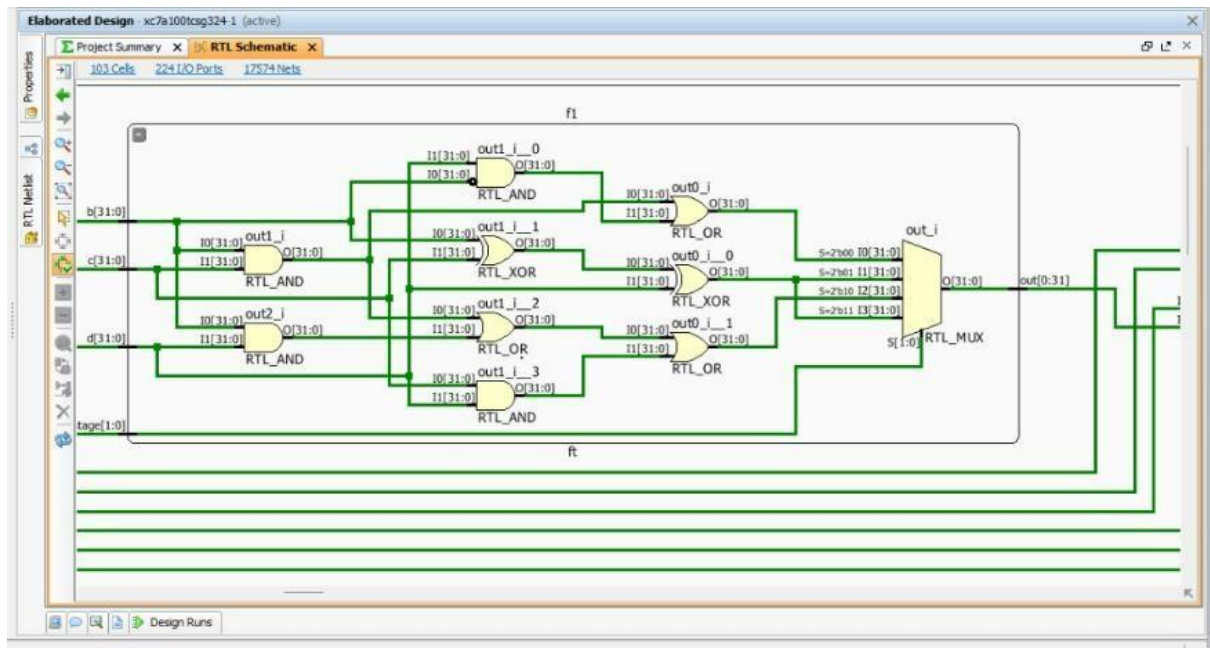 Elaborated Design - xc7a100tcsg324-1 (active)
Properties
RTL Netlist
Project Summary
RTL Schematic
103 Cells
224 I/O Ports
17574 Nets
f1
b[31:0]
c[31:0]
d[31:0]
tage[1:0]
I0[31:0]
I1[31:0]
out1_i
O[31:0]
RTL_AND
I0[31:0]
I1[31:0]
out2_i
O[31:0]
RTL_AND
I1[31:0]
I0[31:0]
out1_i__0
O[31:0]
RTL_AND
I0[31:0]
I1[31:0]
out1_i__1
O[31:0]
RTL_XOR
I0[31:0]
I1[31:0]
out1_i__2
O[31:0]
RTL_OR
I0[31:0]
I1[31:0]
out1_i__3
O[31:0]
RTL_AND
I0[31:0]
I1[31:0]
out0_i
O[31:0]
RTL_OR
I0[31:0]
I1[31:0]
out0_i__0
O[31:0]
RTL_XOR
I0[31:0]
I1[31:0]
out0_i__1
O[31:0]
RTL_OR
out_i
S=2'b00 I0[31:0]
S=2'b01 I1[31:0]
S=2'b10 I2[31:0]
S=2'b11 I3[31:0]
S[1:0]
O[31:0]
RTL_MUX
out[0:31]
ft
Design Runs